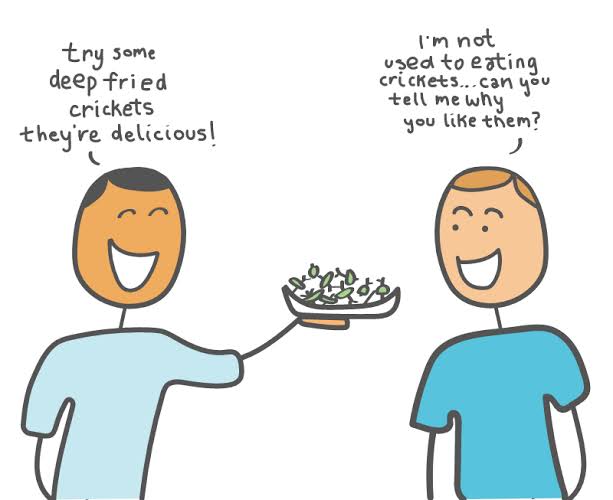 try some
deep fried
crickets
they're delicious!
I'm not
used to eating
crickets...can you
tell me why
you like them?